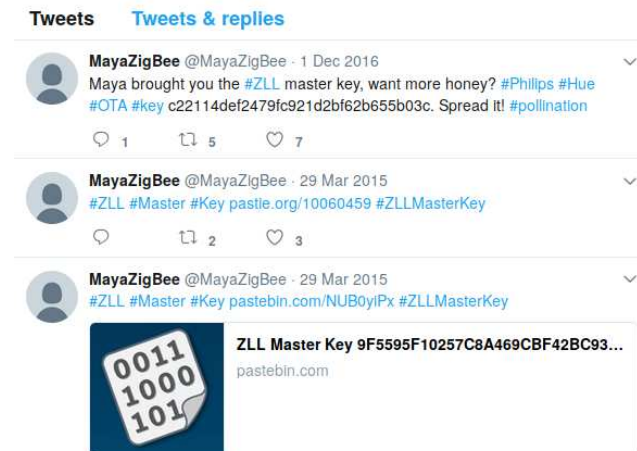 Tweets Tweets & replies
MayaZigBee @MayaZigBee · 1 Dec 2016
Maya brought you the #ZLL master key, want more honey? #Philips #Hue
#OTA #key c22114def2479fc921d2bf62b655b03c. Spread it! #pollination
1 5 7
MayaZigBee @MayaZigBee · 29 Mar 2015
#ZLL #Master #Key pastie.org/10060459 #ZLLMasterKey
2 3
MayaZigBee @MayaZigBee · 29 Mar 2015
#ZLL #Master #Key pastebin.com/NUB0yiPx #ZLLMasterKey
0011
1000
101
ZLL Master Key 9F5595F10257C8A469CBF42BC93...
pastebin.com